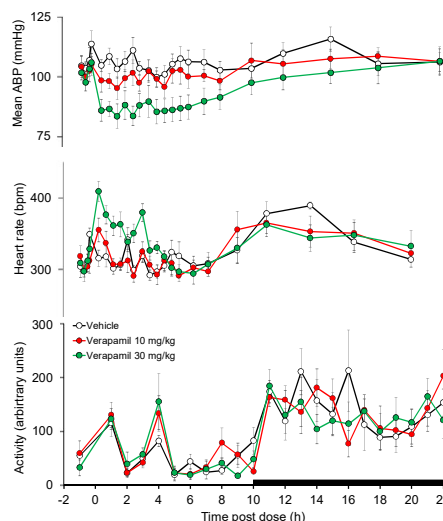 Mean ABP (mmHg)
125
100
75
Heart rate (bpm)
400
300
Activity (arbirtrary units)
300
200
100
0
Vehicle
Verapamil 10 mg/kg
Verapamil 30 mg/kg
-2 0 2 4 6 8 10 12 14 16 18 20 22
Time post dose (h)